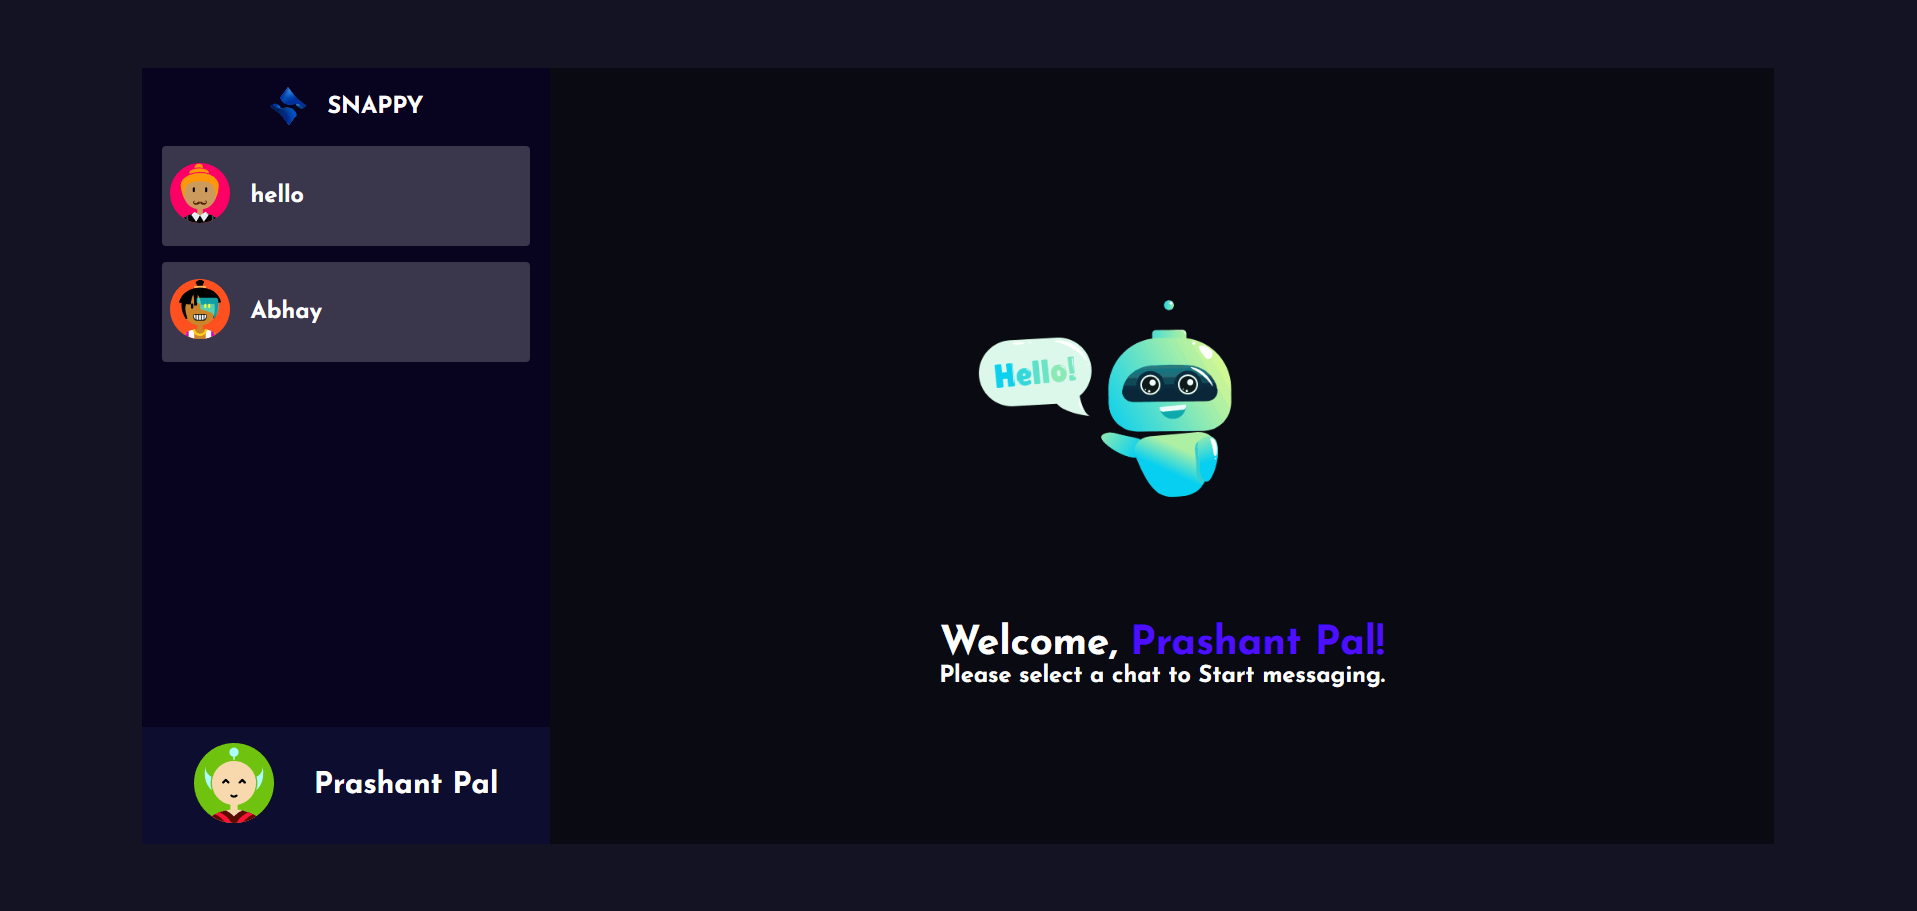 SNAPPY
hello
Abhay
Hello!
Welcome, Prashant Pal!
Please select a chat to Start messaging.
Prashant Pal